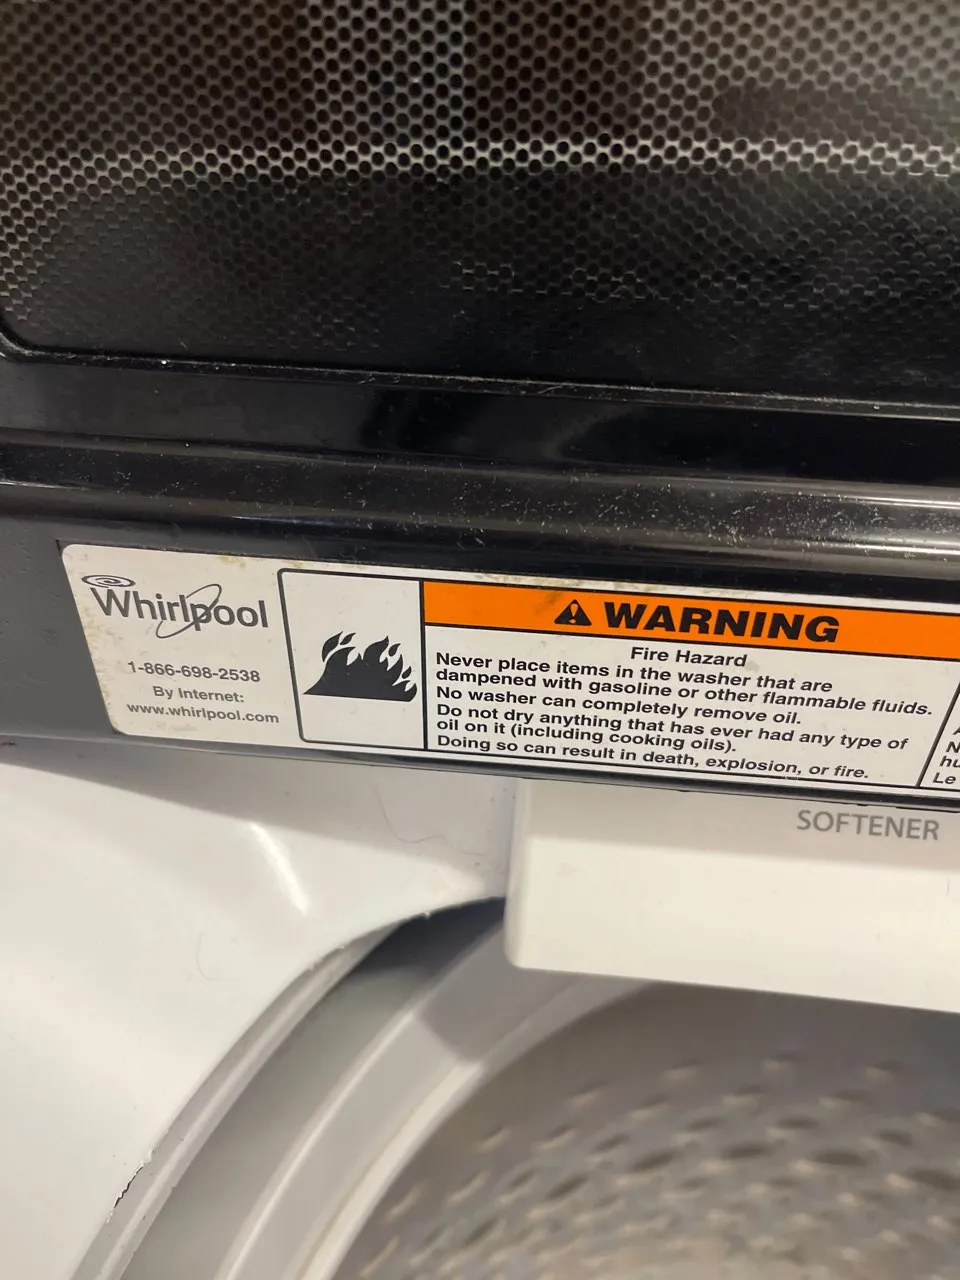 Whirlpool
1-866-698-2538
By Internet:
www.whirlpool.com
WARNING
Fire Hazard
Never place items in the washer that are
dampened with gasoline or other flammable fluids.
No washer can completely remove oil.
Do not dry anything that has ever had any type of
oil on it (including cooking oils).
Doing so can result in death, explosion, or fire.
Le
SOFTENER